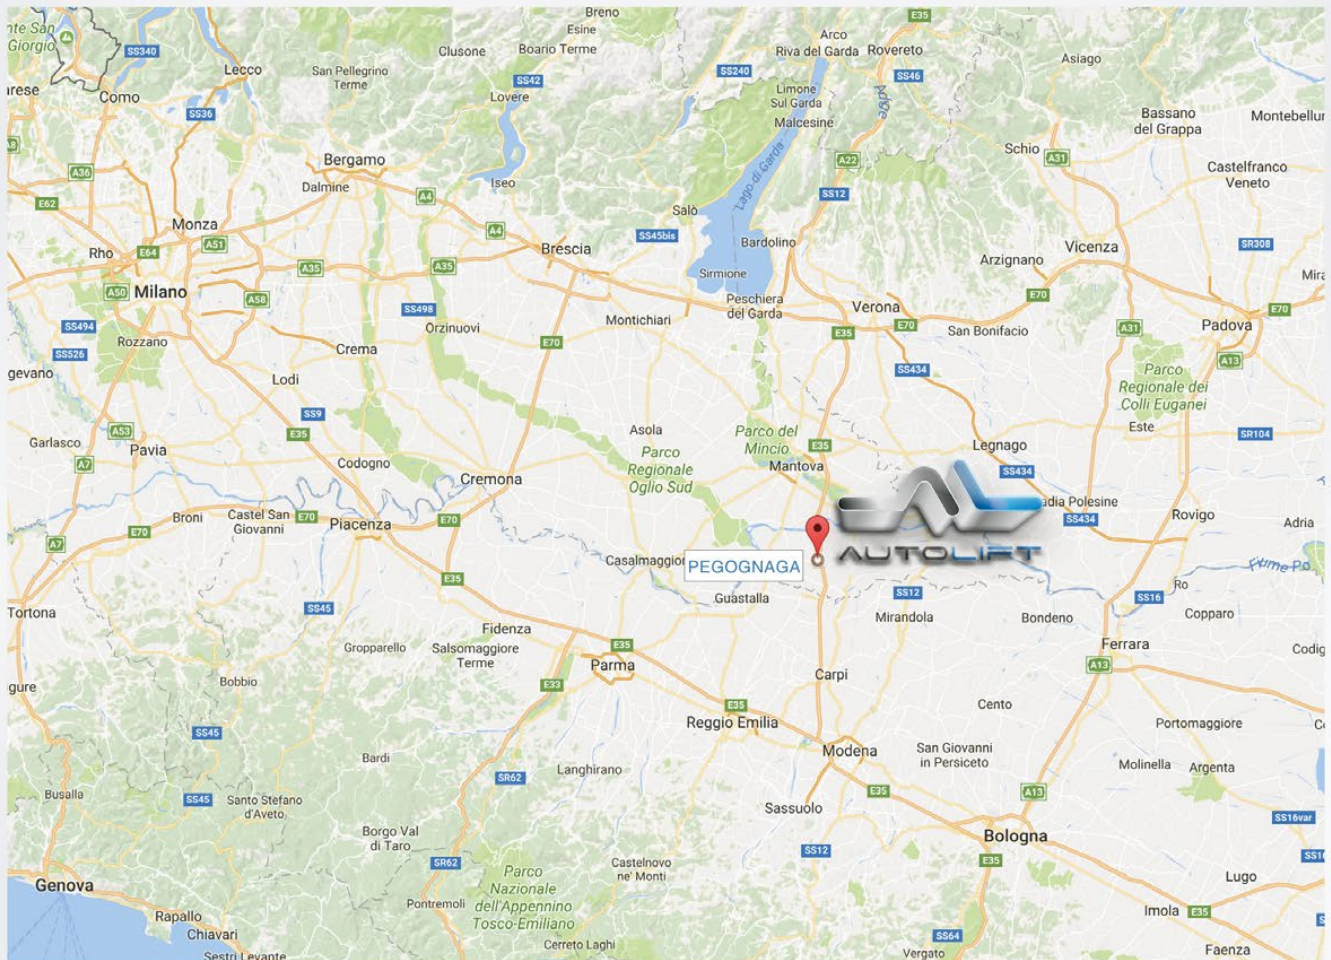 Breno
Esine
E35
Arco
nte San
Giorgio
SS340
Clusone
Boario Terme
Riva del Garda
Rovereto
Asiago
Lecco
San Pellegrino
Terme
SS42
SS240
SS46
arese
Como
Lovere
Limone
Sul Garda
Adige
SS36
Malcesine
Bassano
del Grappa
Montebellur
Schio
A31
Bergamo
A22
Castelfranco
Veneto
A36
Dalmine
Iseo
Lago di Garda
E62
A4
SS12
Monza
Salò
A4
SS45bis
Rho
E64
A51
Brescia
Bardolino
Vicenza
SR308
A35
A35
Arzignano
Sirmione
Mira
A50
Milano
A58
Peschiera
del Garda
Verona
E70
E70
SS498
Montichiari
SS494
Orzinuovi
E35
E70
San Bonifacio
A31
Padova
Rozzano
E70
SS526
Crema
A13
gevano
Lodi
SS434
Parco
Regionale dei
Colli Euganei
SS9
E35
Asola
Parco del
Mincio
E35
Este
SR104
A53
Garlasco
Pavia
Parco
Regionale
Oglio Sud
Legnago
A7
Codogno
Mantova
SS434
Cremona
adia Polesine
Broni
Castel San
Giovanni
E70
Piacenza
E70
SS434
Rovigo
Adria
E70
A7
AUTOLIFT
Casalmaggior
PEGOGNAGA
Fiume Po
E35
Ro
Tortona
SS45
Guastalla
SS12
SS16
Mirandola
Bondeno
Copparo
Fidenza
Gropparello
Salsomaggiore
Terme
E35
Parma
Ferrara
Codig
A13
gure
Bobbio
E33
Carpi
Cento
E35
Reggio Emilia
Portomaggiore
SS45
Modena
San Giovanni
in Persiceto
Bardi
Langhirano
Molinella
Argenta
SR62
Busalla
SS45
Santo Stefano
d'Aveto
Sassuolo
E35
A13
SS16var
Borgo Val
di Taro
Bologna
SS12
SR62
Castelnovo
ne' Monti
E35
Genova
Parco
Nazionale
dell'Appennino
Tosco-Emiliano
Lugo
Pontremoli
Imola
E35
Rapallo
Chiavari
SS64
Cerreto Laghi
Vergato
Faenza
Sestri Levante